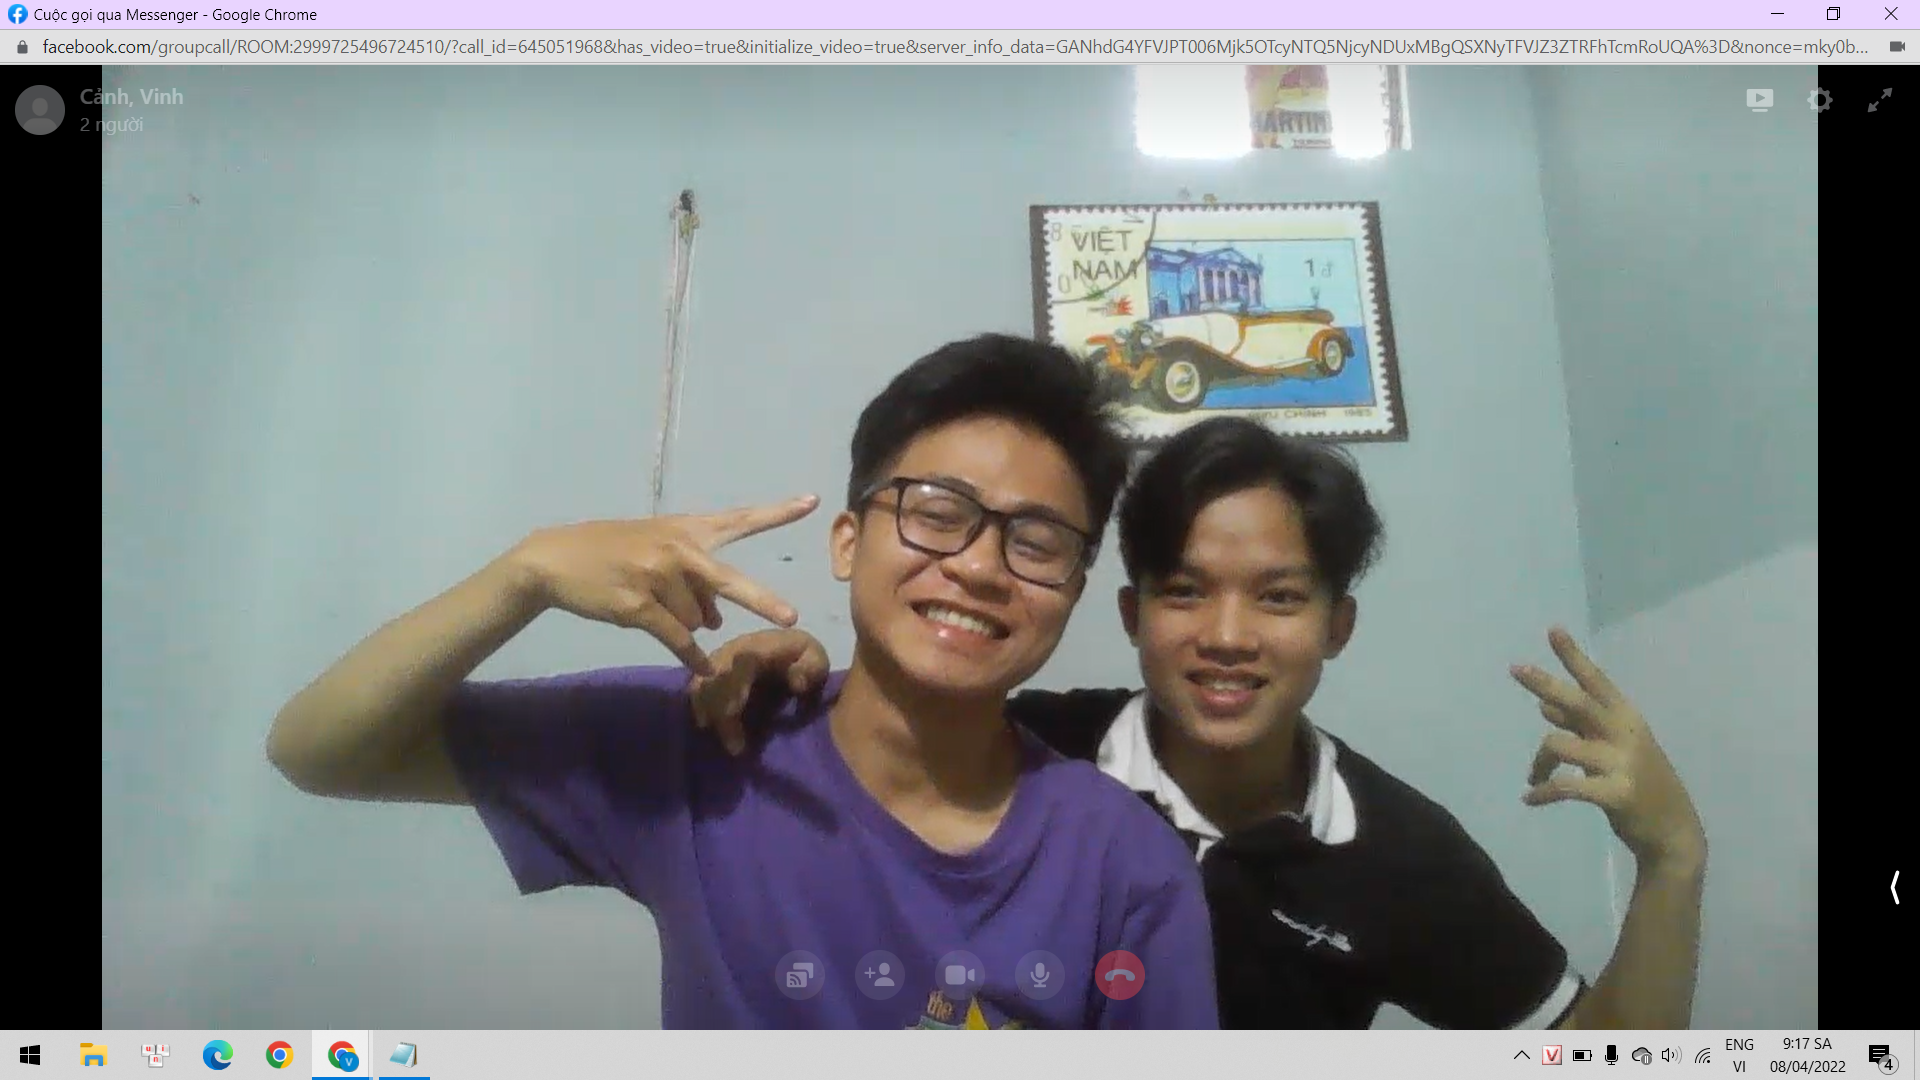 Cuộc gọi qua Messenger - Google Chrome
facebook.com/groupcall/ROOM:2999725496724510/?call_id=645051968&has_video=true&initialize_video=true&server_info_data=GANhdG4YFVJPT006Mjk5OTcyNTQ5NjcyNDUxMBgQSXNyTFVJZ3ZTRFhTcmRoUQA%3D&nonce=mky0b...
Cảnh, Vinh
2 người
MARTINI
VIỆT
NAM
1đ
1985
the
ENG
VI
9:17 SA
08/04/2022
4